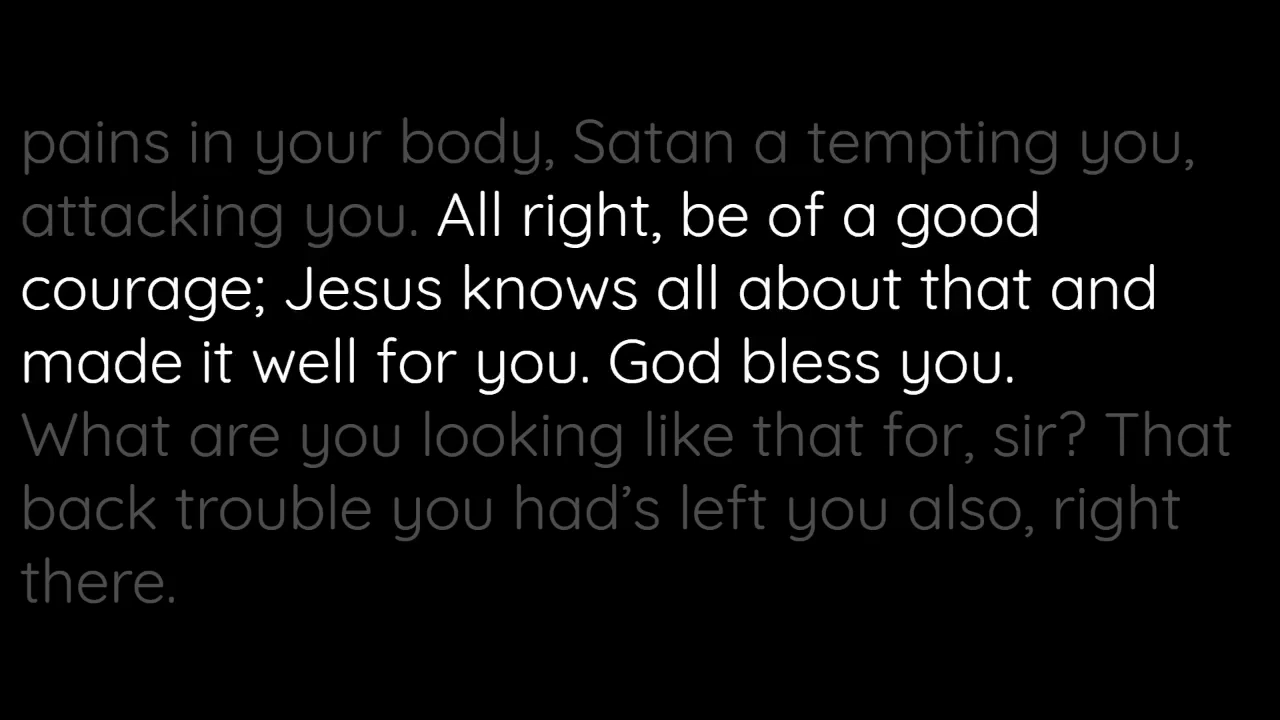 pains in your body, Satan a tempting you,
attacking you. All right, be of a good
courage; Jesus knows all about that and
made it well for you. God bless you.
What are you looking like that for, sir? That
back trouble you had’s left you also, right
there.